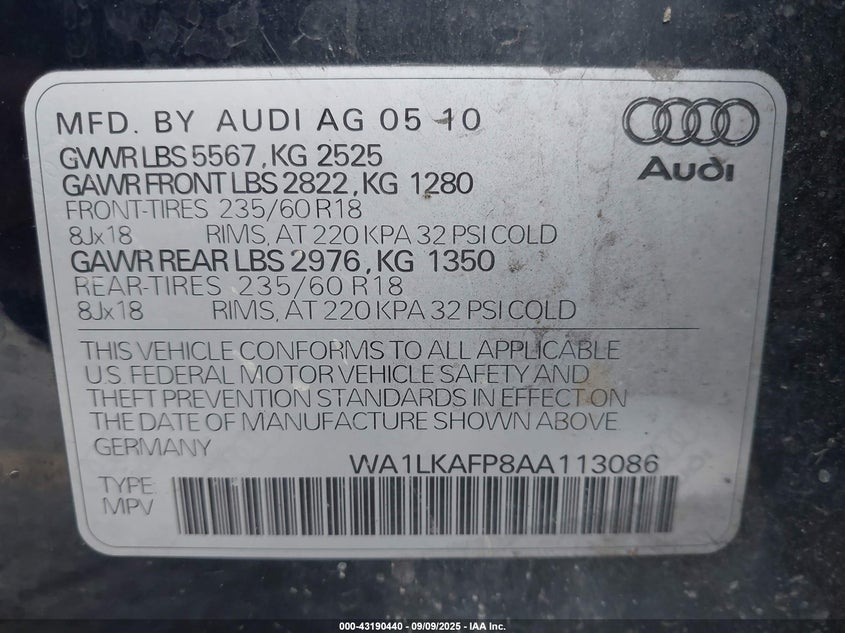 MFD. BY AUDI AG 05 10
GVWR LBS 5567, KG 2525
GAWR FRONT LBS 2822, KG 1280
FRONT-TIRES 235/60 R18
8Jx18 RIMS, AT 220 KPA 32 PSI COLD
GAWR REAR LBS 2976, KG 1350
REAR-TIRES 235/60 R18
8Jx18 RIMS, AT 220 KPA 32 PSI COLD
Audi
THIS VEHICLE CONFORMS TO ALL APPLICABLE
U.S. FEDERAL MOTOR VEHICLE SAFETY AND
THEFT PREVENTION STANDARDS IN EFFECT ON
THE DATE OF MANUFACTURE SHOWN ABOVE.
GERMANY
WA1LKAFP8AA113086
TYPE:
MPV
000-43190440 - 09/09/2025 - IAA Inc.